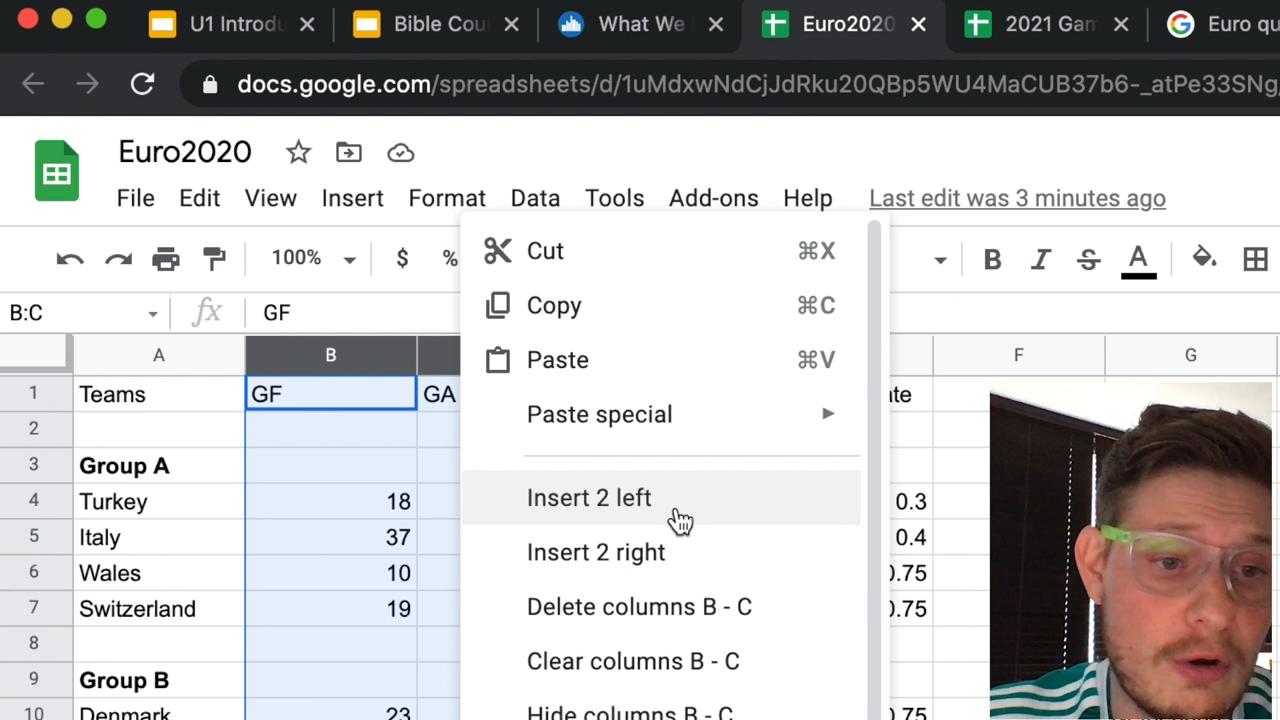 U1 Introdu
Bible Cou
What We
Euro2020
2021 Gam
Euro qu
docs.google.com/spreadsheets/d/1uMdxwNdCjJdRku20QBp5WU4MaCUB37b6-_atPe33SNg/
Euro2020
File Edit View Insert Format Data Tools Add-ons Help Last edit was 3 minutes ago
100% $ % B I S A
B:C fx GF
A B F G
1 Teams GF GA ate
2
3 Group A
4 Turkey 18 0.3
5 Italy 37 0.4
6 Wales 10 0.75
7 Switzerland 19 0.75
8
9 Group B
10 Denmark 23 0.75
Cut ⌘X
Copy ⌘C
Paste ⌘V
Paste special
Insert 2 left
Insert 2 right
Delete columns B - C
Clear columns B - C
Hide columns B - C